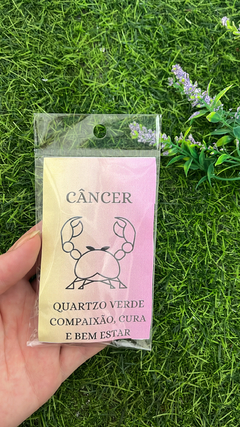 CÂNCER
QUARTZO VERDE
COMPAIXÃO, CURA
E BEM ESTAR